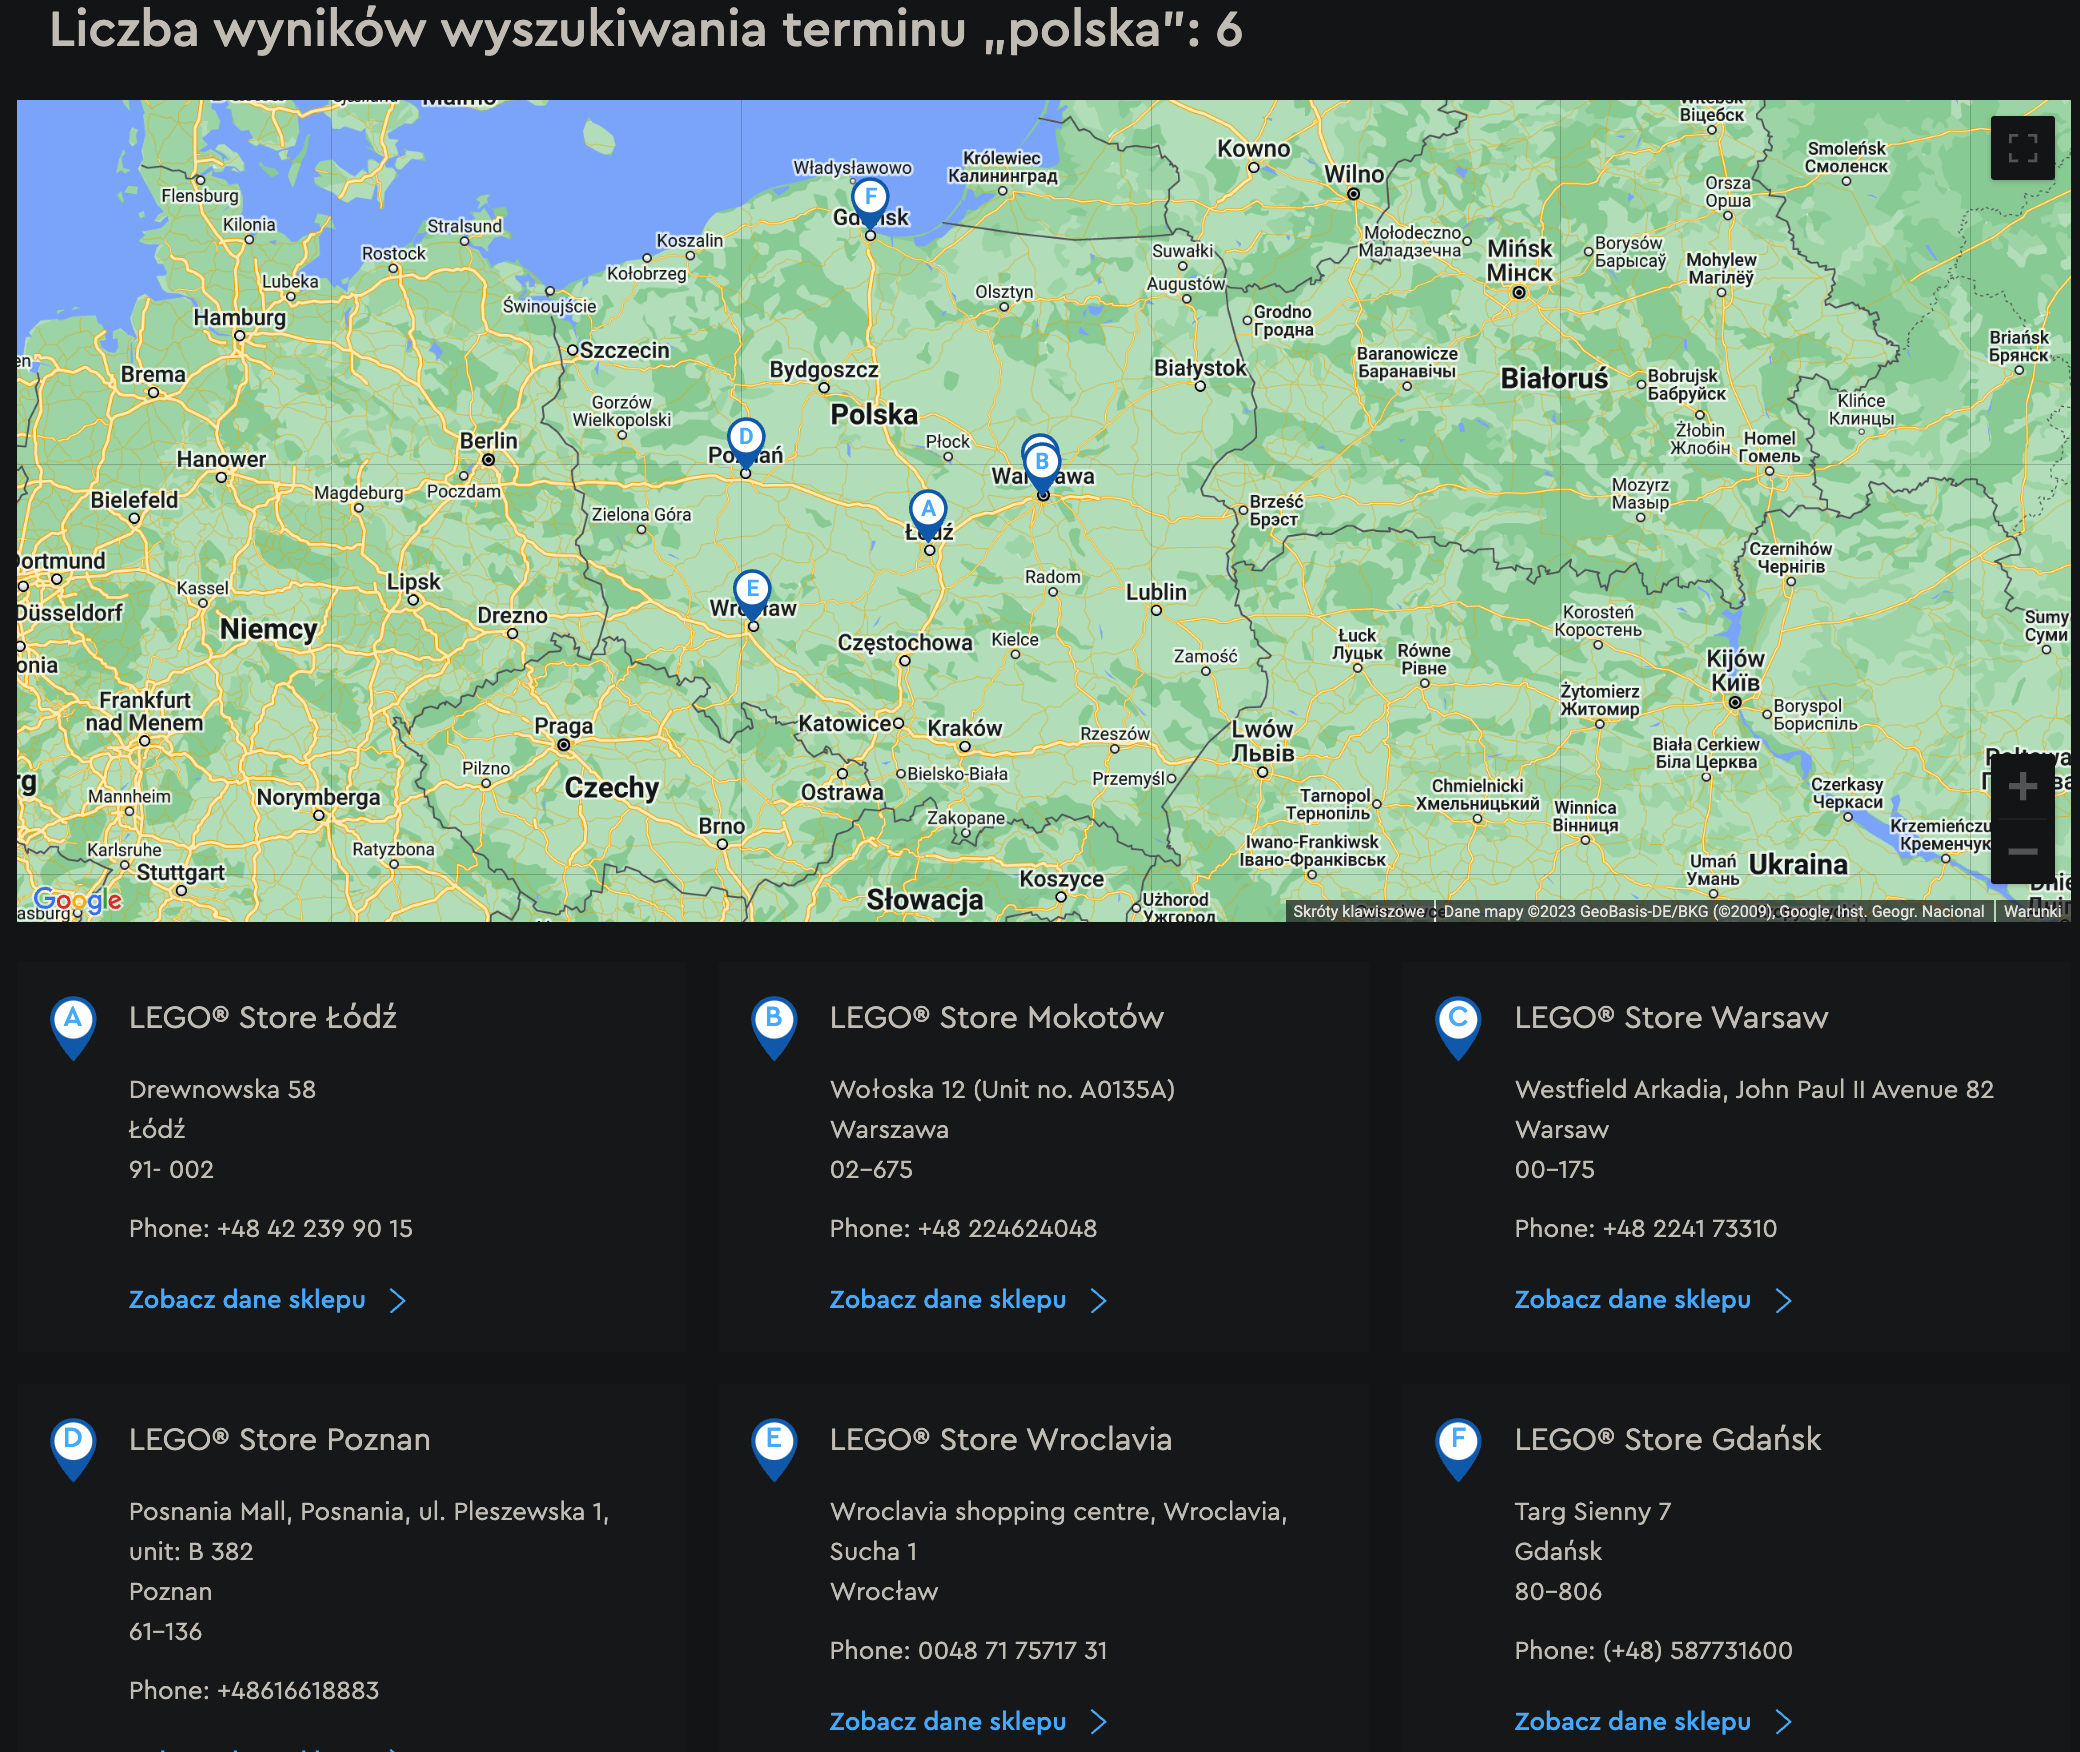 Liczba wyników wyszukiwania terminu „polska”: 6
Malmö
Flensburg
Kilonia
Lubeka
Hamburg
Rostock
Stralsund
Świnoujście
Koszalin
Kołobrzeg
Władysławowo
F
Gdańsk
Królewiec
Калининград
Kowno
Wilno
Witebsk
Віцебск
Smoleńsk
Смоленск
Orsza
Орша
Mołodeczno
Маладзечна
Mińsk
Мінск
Borysów
Барысаў
Mohylew
Магілёў
Suwałki
Augustów
Olsztyn
Grodno
Гродна
Briańsk
Брянск
Brema
Szczecin
Bydgoszcz
Polska
Białystok
Baranowicze
Баранавічы
Białoruś
Bobrujsk
Бабруйск
Klińce
Клинцы
Gorzów
Wielkopolski
Berlin
Hanower
Bielefeld
Magdeburg
Poczdam
D
Poznań
Płock
B
Warszawa
Żłobin
Жлобін
Homel
Гомель
Mozyrz
Мазыр
Brześć
Брэст
Zielona Góra
A
Łódź
Dortmund
Düsseldorf
Kassel
Lipsk
Niemcy
Drezno
E
Wrocław
Radom
Lublin
Czernihów
Чернігів
Korosteń
Коростень
Sumy
Суми
onia
Częstochowa
Kielce
Zamość
Łuck
Луцьк
Równe
Рівне
Kijów
Київ
Żytomierz
Житомир
Boryspol
Бориспіль
Frankfurt
nad Menem
Praga
Pilzno
Czechy
Katowice
Kraków
Rzeszów
Lwów
Львів
Biała Cerkiew
Біла Церква
Bielsko-Biała
Przemyśl
Ostrawa
rg
Mannheim
Norymberga
Brno
Zakopane
Tarnopol
Тернопіль
Chmielnicki
Хмельницький
Winnica
Вінниця
Czerkasy
Черкаси
Krzemieńczu
Кременчук
Karlsruhe
Stuttgart
Ratyzbona
Iwano-Frankiwsk
Івано-Франківськ
Humań
Умань
Ukraina
Koszyce
Słowacja
Użhorod
Ужгород
Google
asburg
Skróty klawiszowe
Dane mapy ©2023 GeoBasis-DE/BKG (©2009), Google, Inst. Geogr. Nacional
Warunki
A
LEGO® Store Łódź
Drewnowska 58
Łódź
91- 002
Phone: +48 42 239 90 15
Zobacz dane sklepu
B
LEGO® Store Mokotów
Wołoska 12 (Unit no. A0135A)
Warszawa
02-675
Phone: +48 224624048
Zobacz dane sklepu
C
LEGO® Store Warsaw
Westfield Arkadia, John Paul II Avenue 82
Warsaw
00-175
Phone: +48 2241 73310
Zobacz dane sklepu
D
LEGO® Store Poznan
Posnania Mall, Posnania, ul. Pleszewska 1,
unit: B 382
Poznan
61-136
Phone: +48616618883
E
LEGO® Store Wroclavia
Wroclavia shopping centre, Wroclavia,
Sucha 1
Wrocław
Phone: 0048 71 75717 31
Zobacz dane sklepu
F
LEGO® Store Gdańsk
Targ Sienny 7
Gdańsk
80-806
Phone: (+48) 587731600
Zobacz dane sklepu